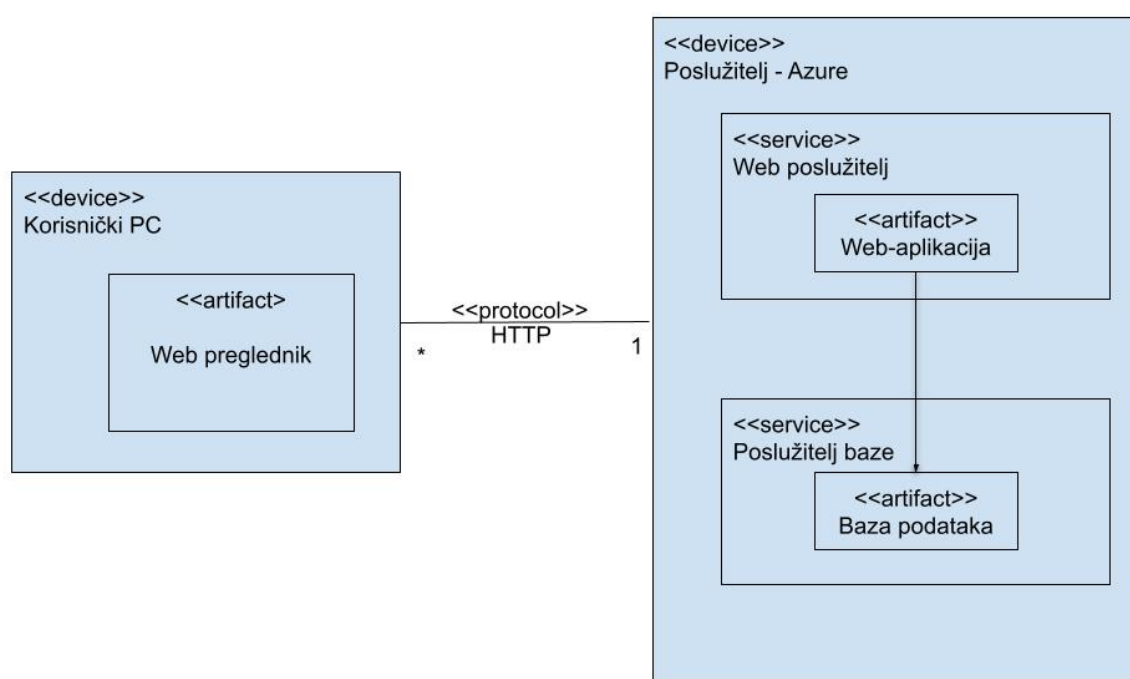 <<device>>
Poslužitelj - Azure
<<service>>
Web poslužitelj
<<artifact>>
Web-aplikacija
<<device>>
Korisnički PC
<<artifact>
Web preglednik
<<protocol>>
HTTP
*
1
<<service>>
Poslužitelj baze
<<artifact>>
Baza podataka